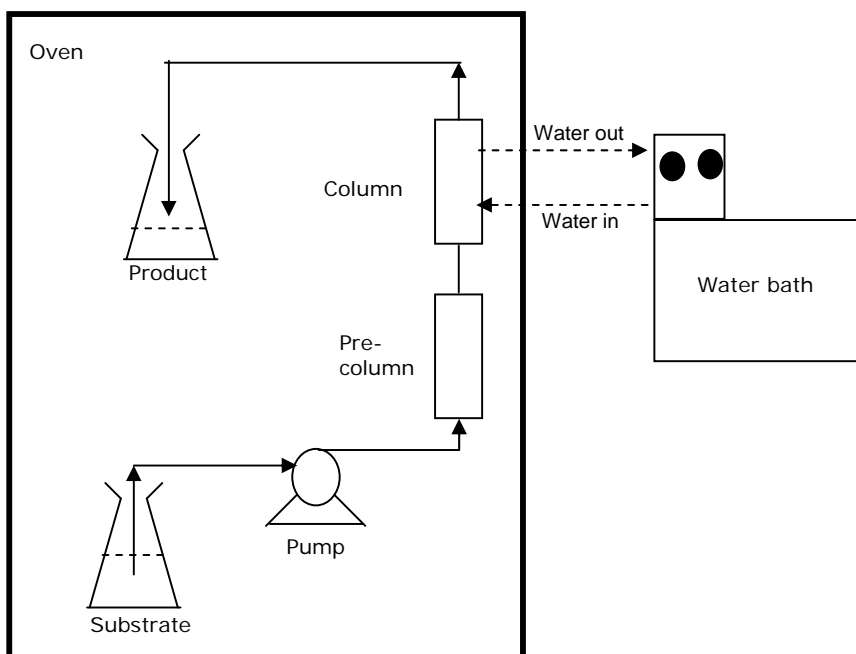 Oven
Water out
Column
Water in
Product
Water bath
Pre-
column
Pump
Substrate